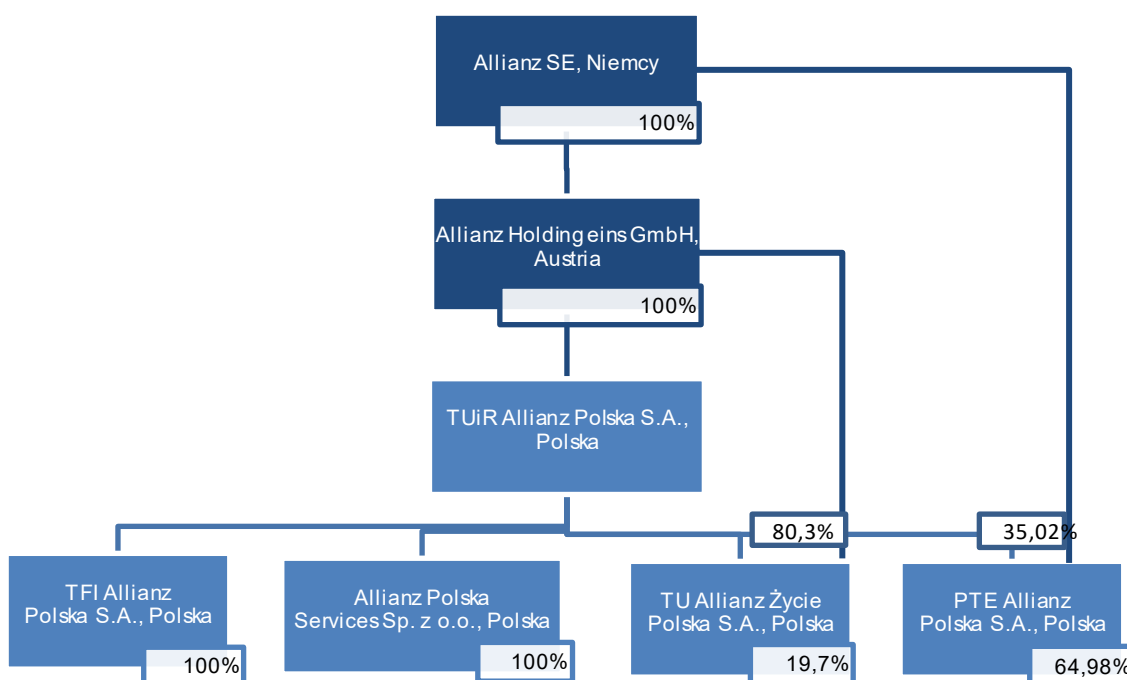 Allianz SE, Niemcy
100%
Allianz Holding eins GmbH,
Austria
100%
TUiR Allianz Polska S.A.,
Polska
80,3%
35,02%
TFI Allianz
Polska S.A., Polska
100%
Allianz Polska
Services Sp. z o.o., Polska
100%
TU Allianz Życie
Polska S.A., Polska
19,7%
PTE Allianz
Polska S.A., Polska
64,98%